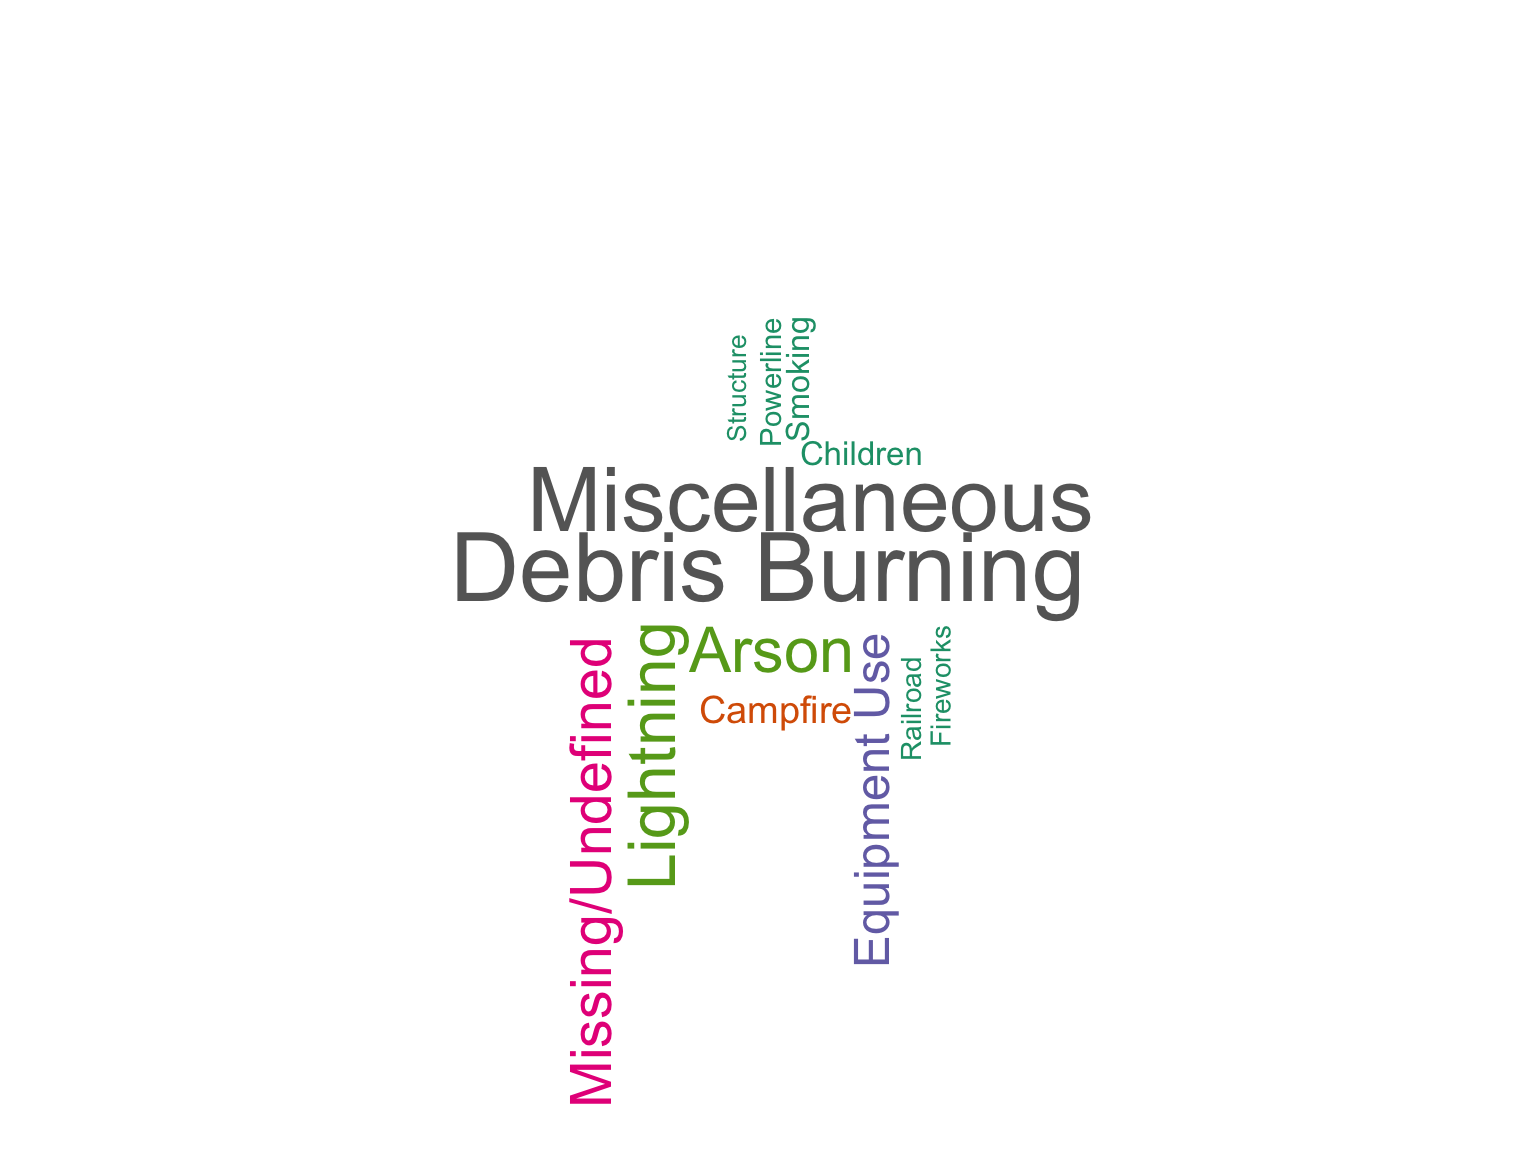 Structure
Powerline
Smoking
Children
Miscellaneous
Debris Burning
Missing/Undefined
Lightning
Arson
Campfire
Equipment Use
Railroad
Fireworks